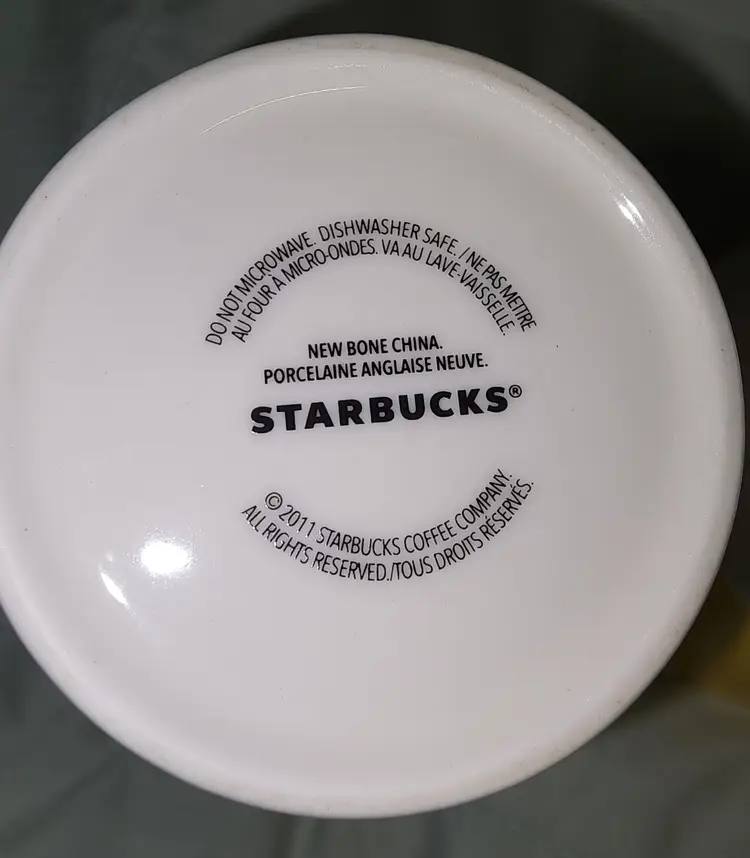 DO NOT MICROWAVE. DISHWASHER SAFE. / NE PAS METTRE
AU FOUR À MICRO-ONDES. VA AU LAVE-VAISSELLE.
NEW BONE CHINA.
PORCELAINE ANGLAISE NEUVE.
STARBUCKS®
© 2011 STARBUCKS COFFEE COMPANY.
ALL RIGHTS RESERVED./TOUS DROITS RÉSERVÉS.